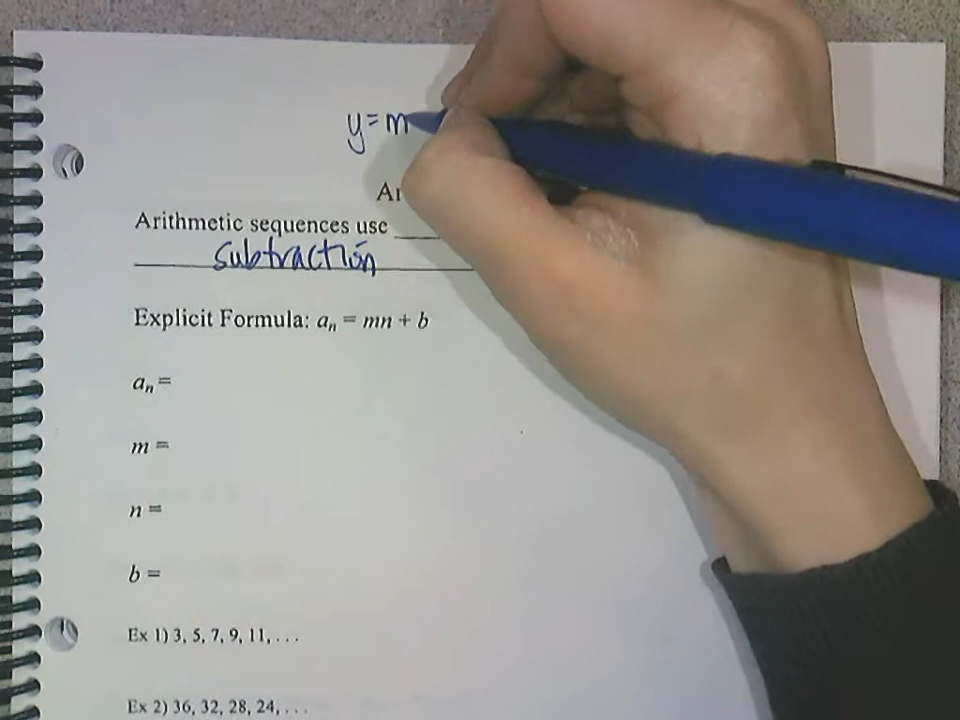 y=m
Arithmetic sequences use
subtraction
Explicit Formula: aₙ = mn + b
aₙ =
m =
n =
b =
Ex 1) 3, 5, 7, 9, 11, . . .
Ex 2) 36, 32, 28, 24, . . .